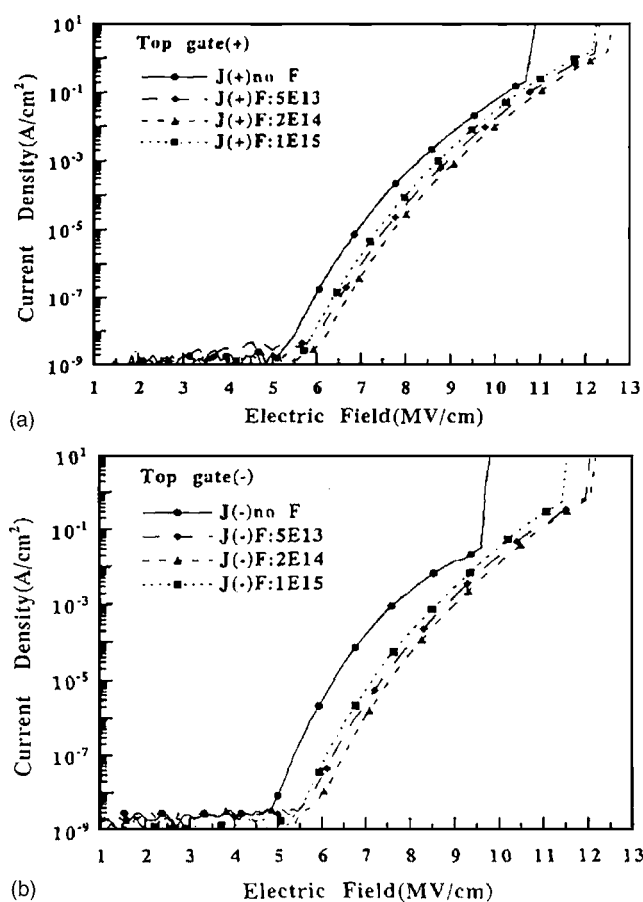 Top gate(+)
J(+)no F
J(+)F:5E13
J(+)F:2E14
J(+)F:1E15
Current Density(A/cm²)
10¹
10⁻¹
10⁻³
10⁻⁵
10⁻⁷
10⁻⁹
1 2 3 4 5 6 7 8 9 10 11 12 13
Electric Field(MV/cm)
(a)
Top gate(-)
J(-)no F
J(-)F:5E13
J(-)F:2E14
J(-)F:1E15
Current Density(A/cm²)
10¹
10⁻¹
10⁻³
10⁻⁵
10⁻⁷
10⁻⁹
1 2 3 4 5 6 7 8 9 10 11 12 13
Electric Field(MV/cm)
(b)